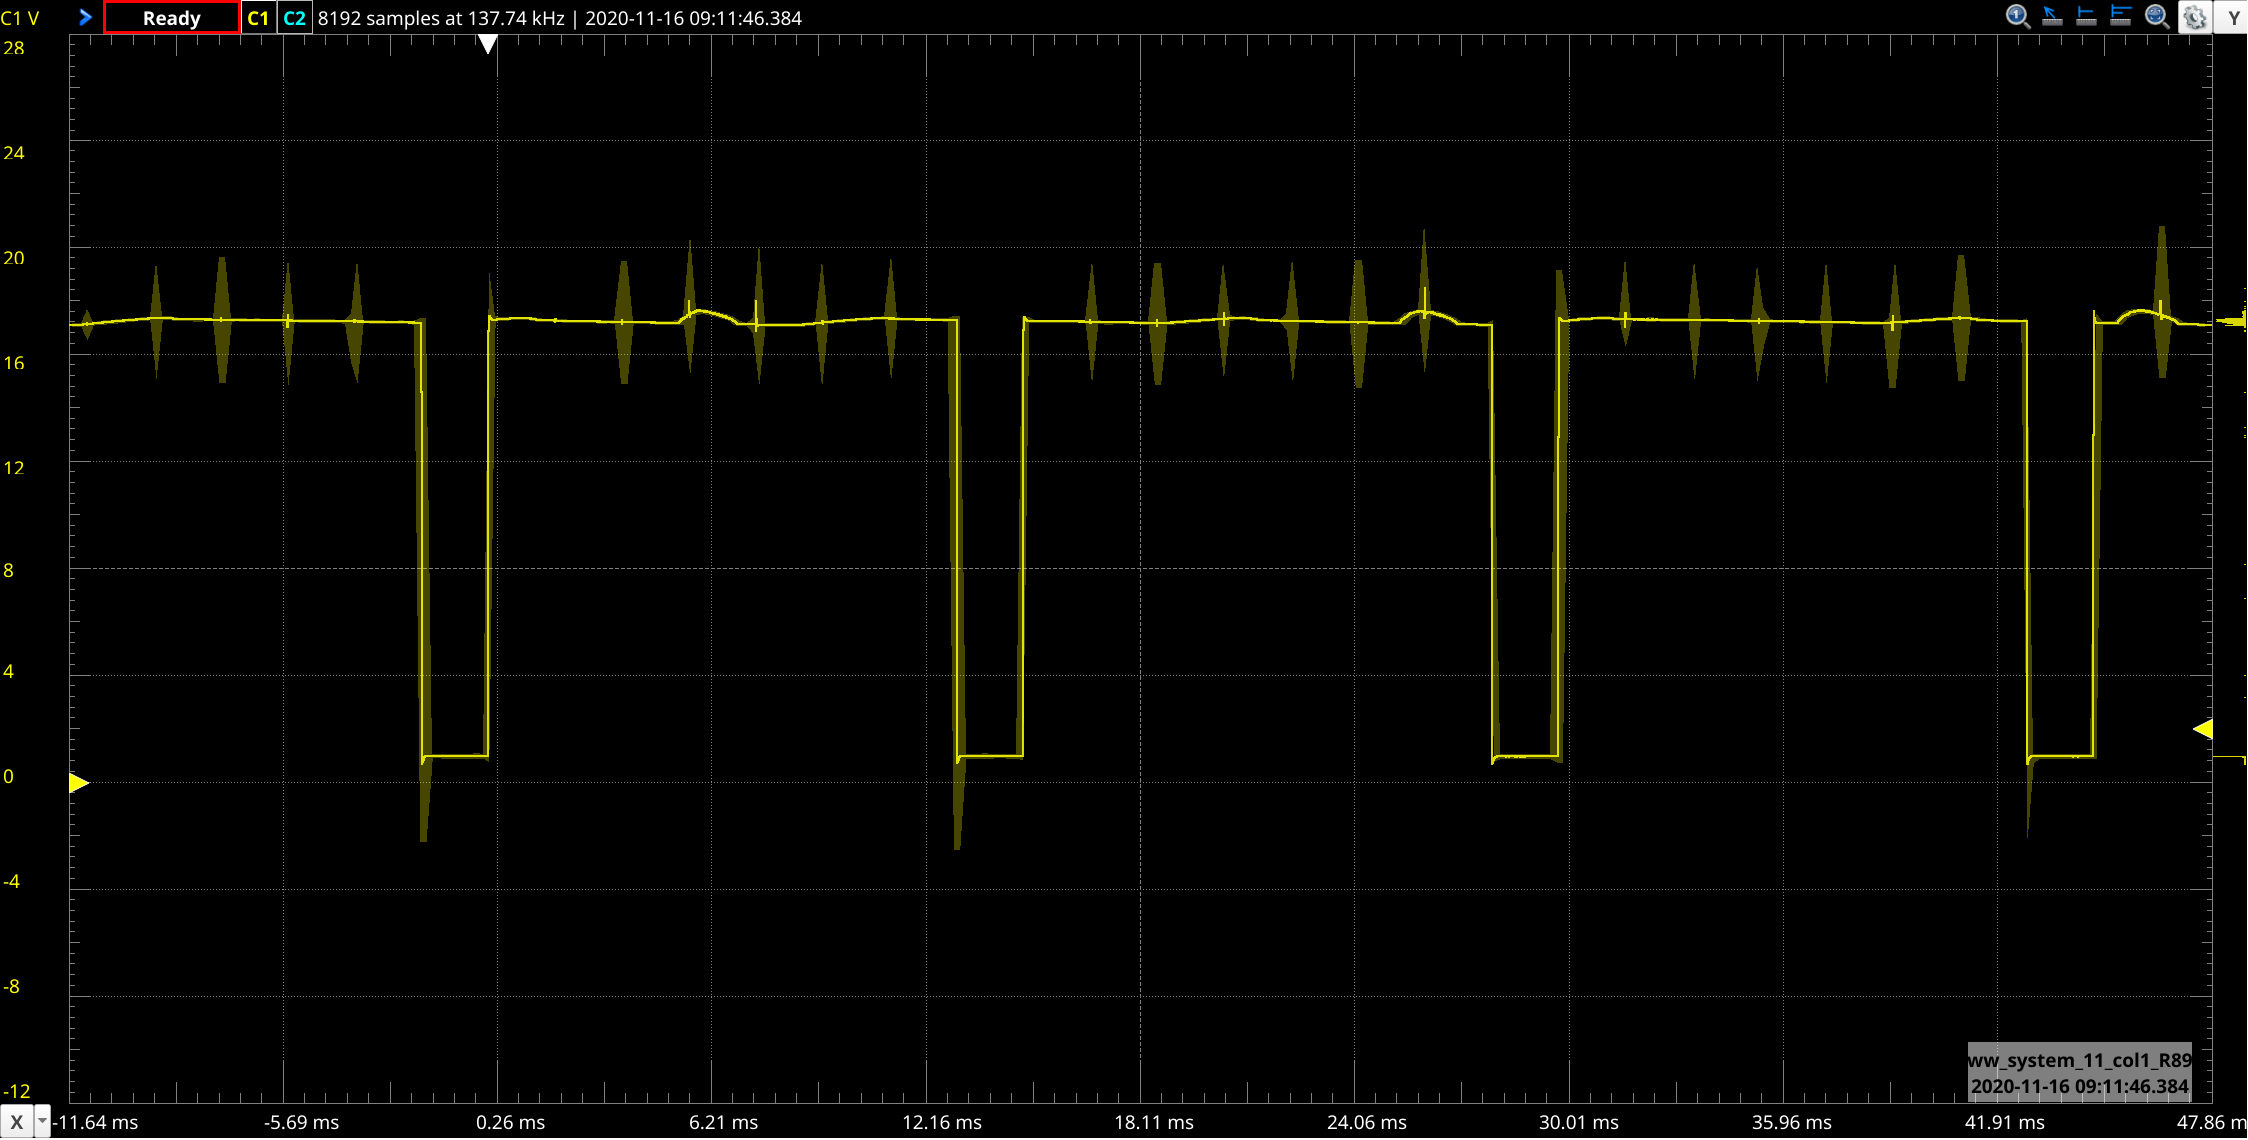 C1 V
Ready
C1 C2 8192 samples at 137.74 kHz | 2020-11-16 09:11:46.384
Y
28
24
20
16
12
8
4
0
-4
-8
-12
ww_system_11_col1_R89
2020-11-16 09:11:46.384
X
-11.64 ms -5.69 ms 0.26 ms 6.21 ms 12.16 ms 18.11 ms 24.06 ms 30.01 ms 35.96 ms 41.91 ms 47.86 m